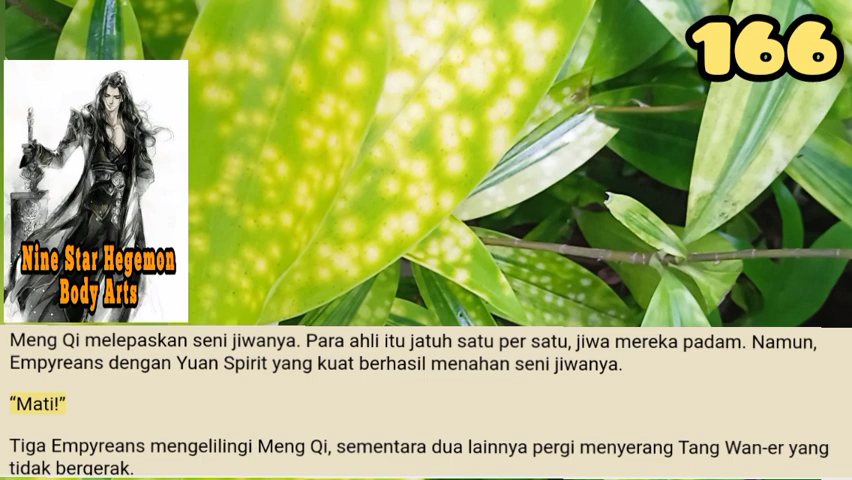 166
Nine Star Hegemon
Body Arts
Meng Qi melepaskan seni jiwanya. Para ahli itu jatuh satu per satu, jiwa mereka padam. Namun,
Empyreans dengan Yuan Spirit yang kuat berhasil menahan seni jiwanya.
“Mati!”
Tiga Empyreans mengelilingi Meng Qi, sementara dua lainnya pergi menyerang Tang Wan-er yang
tidak bergerak.